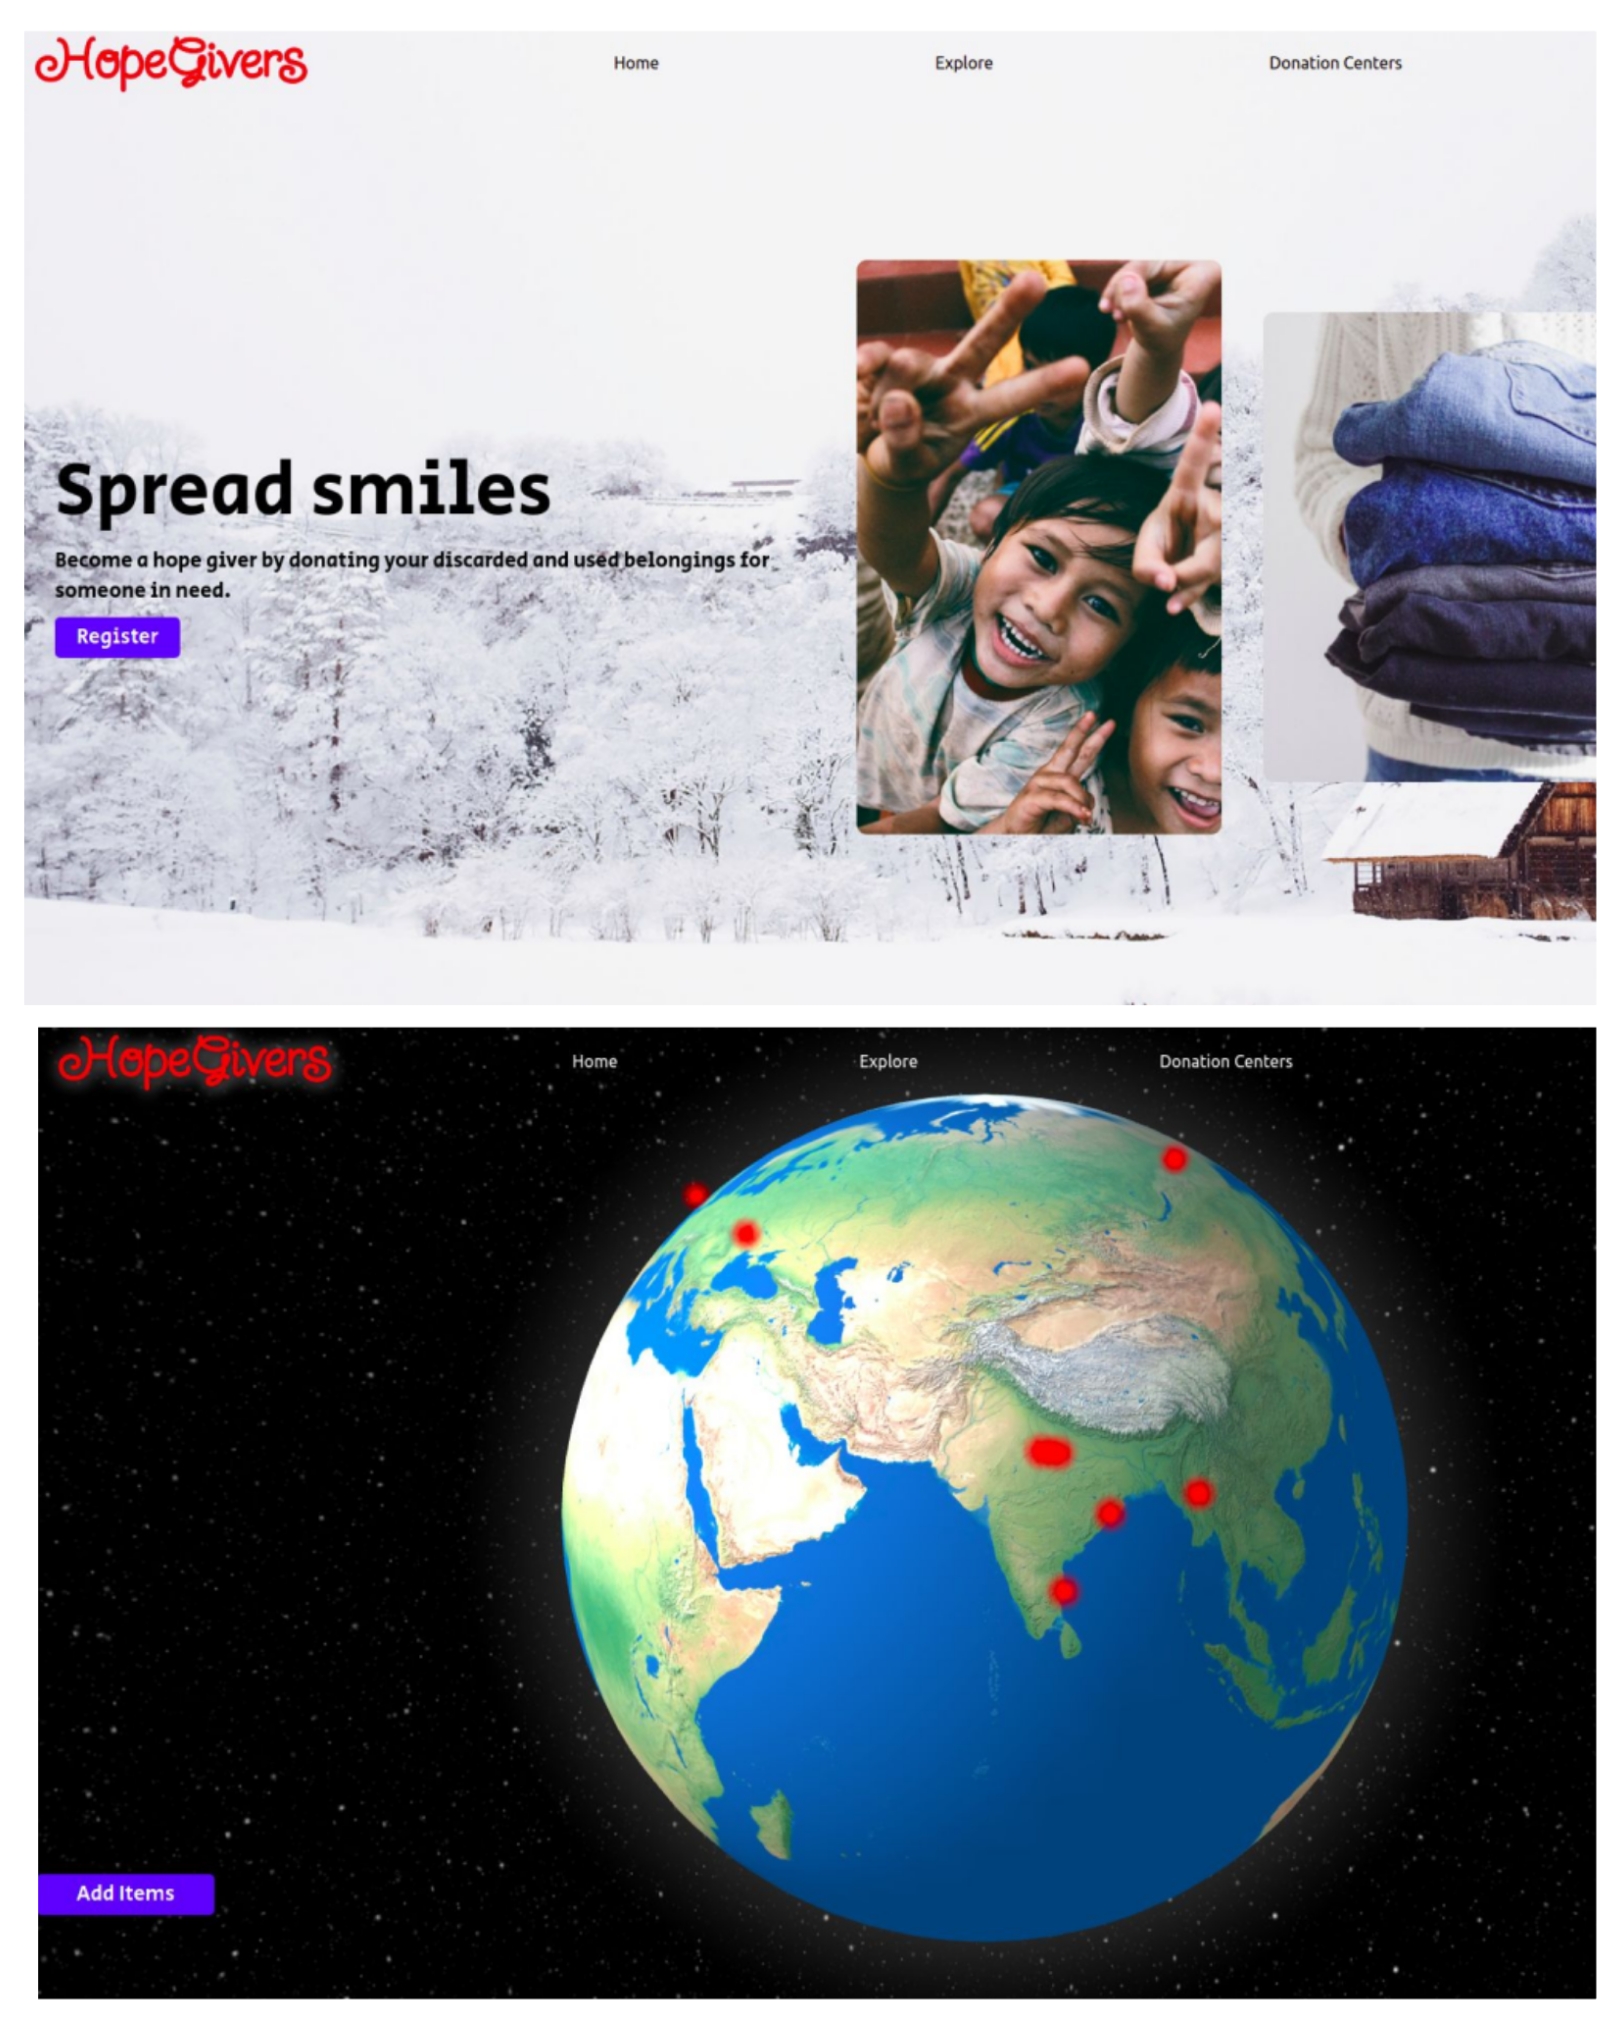 HopeGivers
Home
Explore
Donation Centers
Spread smiles
Become a hope giver by donating your discarded and used belongings for
someone in need.
Register
HopeGivers
Home
Explore
Donation Centers
Add Items